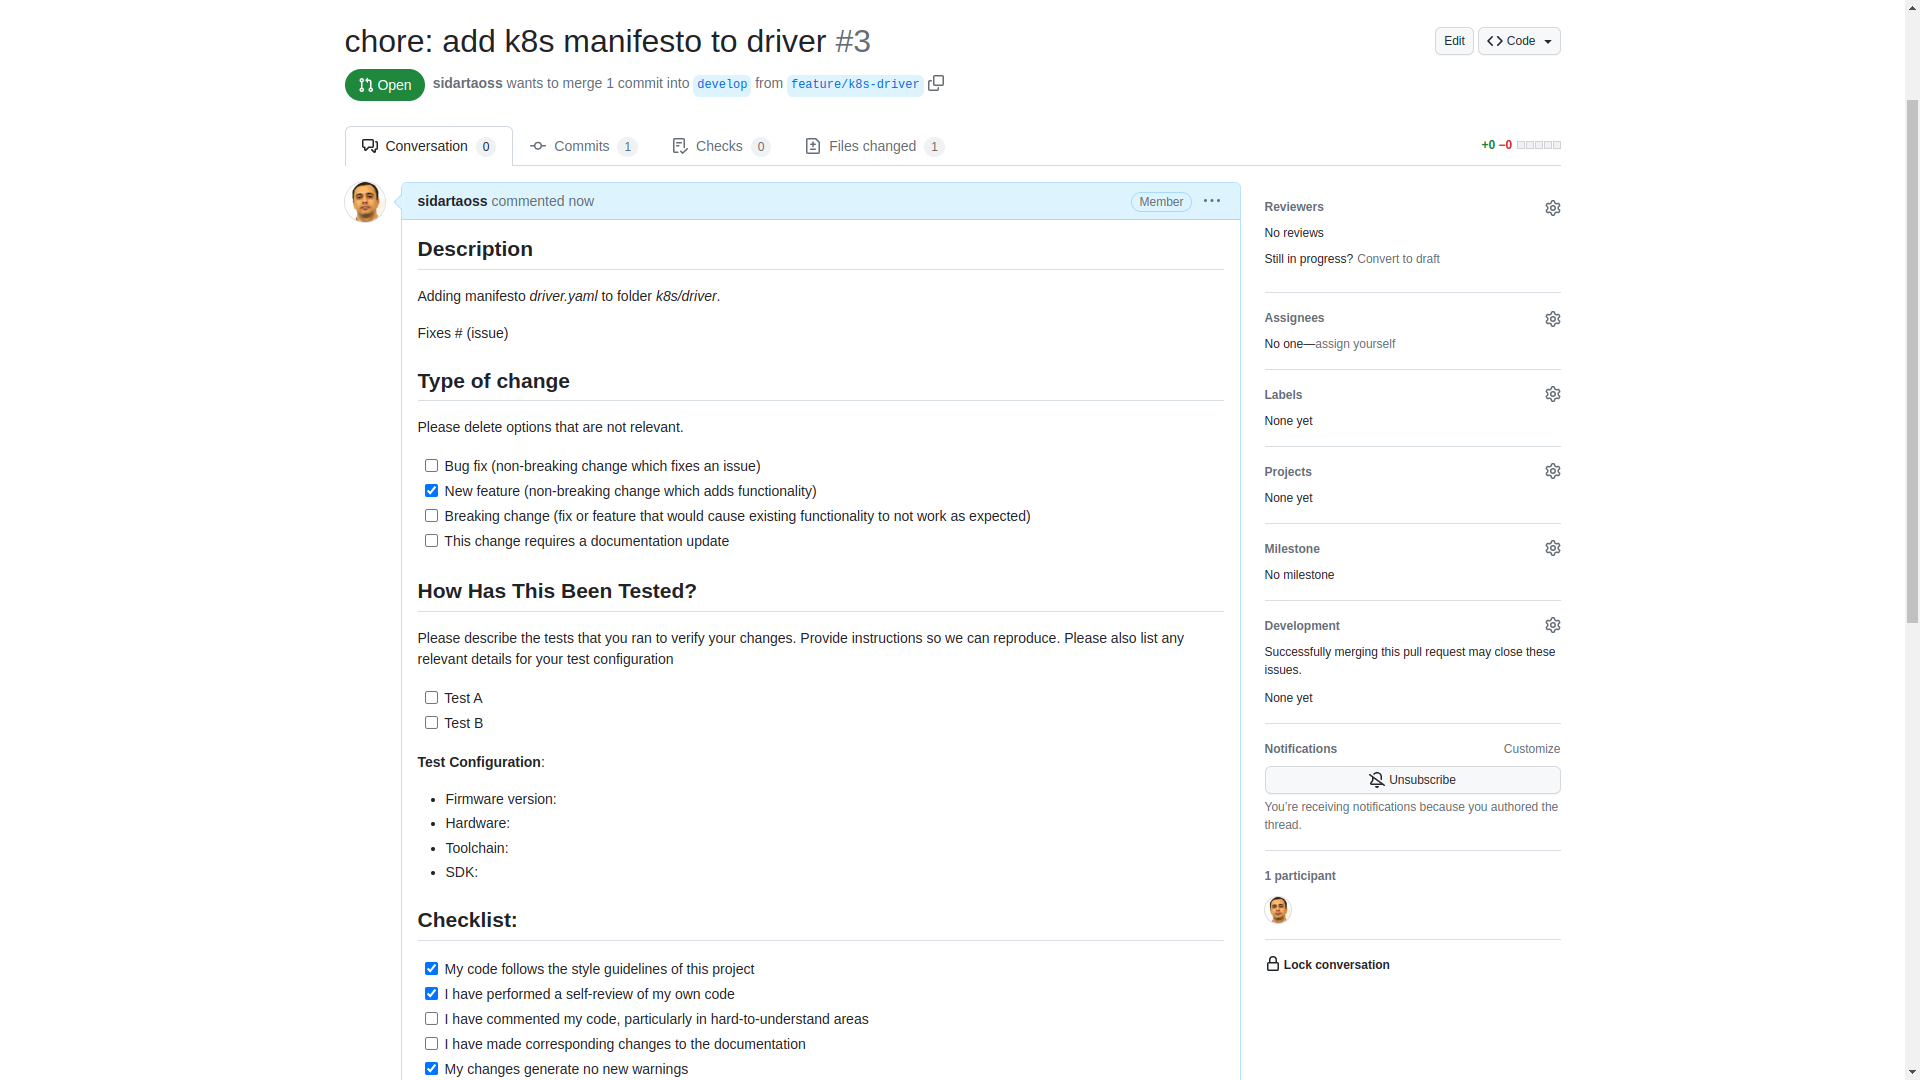 chore: add k8s manifesto to driver #3
Edit
Code
Open
sidartaoss wants to merge 1 commit into develop from feature/k8s-driver
Conversation 0
Commits 1
Checks 0
Files changed 1
+0 −0
sidartaoss commented now
Member
Description
Adding manifesto driver.yaml to folder k8s/driver.
Fixes # (issue)
Type of change
Please delete options that are not relevant.
Bug fix (non-breaking change which fixes an issue)
New feature (non-breaking change which adds functionality)
Breaking change (fix or feature that would cause existing functionality to not work as expected)
This change requires a documentation update
How Has This Been Tested?
Please describe the tests that you ran to verify your changes. Provide instructions so we can reproduce. Please also list any
relevant details for your test configuration
Test A
Test B
Test Configuration:
• Firmware version:
• Hardware:
• Toolchain:
• SDK:
Checklist:
My code follows the style guidelines of this project
I have performed a self-review of my own code
I have commented my code, particularly in hard-to-understand areas
I have made corresponding changes to the documentation
My changes generate no new warnings
Reviewers
No reviews
Still in progress? Convert to draft
Assignees
No one—assign yourself
Labels
None yet
Projects
None yet
Milestone
No milestone
Development
Successfully merging this pull request may close these
issues.
None yet
Notifications
Customize
Unsubscribe
You’re receiving notifications because you authored the
thread.
1 participant
Lock conversation